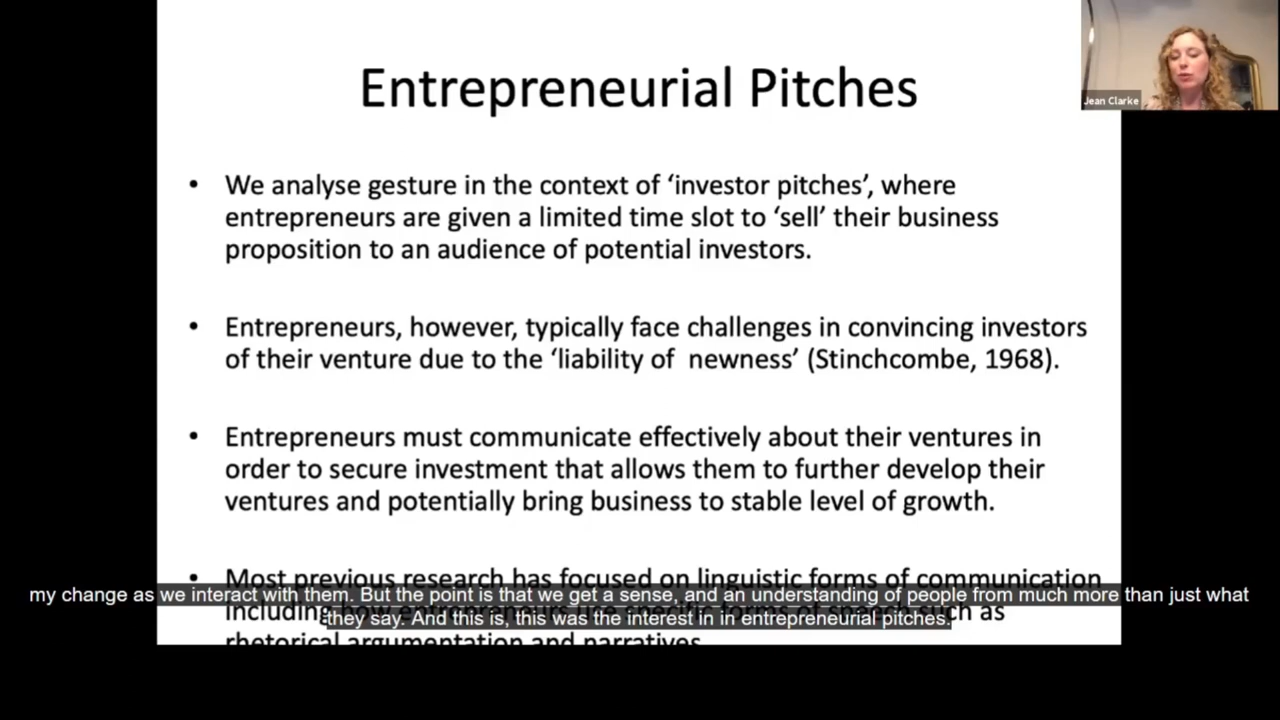 Entrepreneurial Pitches
Jean Clarke
• We analyse gesture in the context of ‘investor pitches’, where
entrepreneurs are given a limited time slot to ‘sell’ their business
proposition to an audience of potential investors.
• Entrepreneurs, however, typically face challenges in convincing investors
of their venture due to the ‘liability of newness’ (Stinchcombe, 1968).
• Entrepreneurs must communicate effectively about their ventures in
order to secure investment that allows them to further develop their
ventures and potentially bring business to stable level of growth.
• Most previous research has focused on linguistic forms of communication
including how entrepreneurs use specific forms of speech such as
rhetorical argumentation and narratives
my change as we interact with them. But the point is that we get a sense, and an understanding of people from much more than just what
they say. And this is, this was the interest in in entrepreneurial pitches.